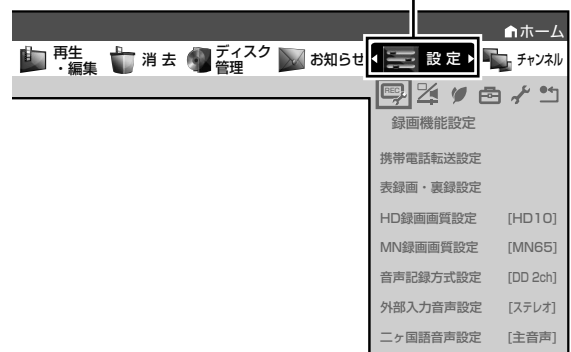 ホーム
再生・編集 消去 ディスク管理 お知らせ 設定 チャンネル
REC
録画機能設定
携帯電話転送設定
表録画・裏録設定
HD録画画質設定 [HD10]
MN録画画質設定 [MN65]
音声記録方式設定 [DD 2ch]
外部入力音声設定 [ステレオ]
二ヶ国語音声設定 [主音声]